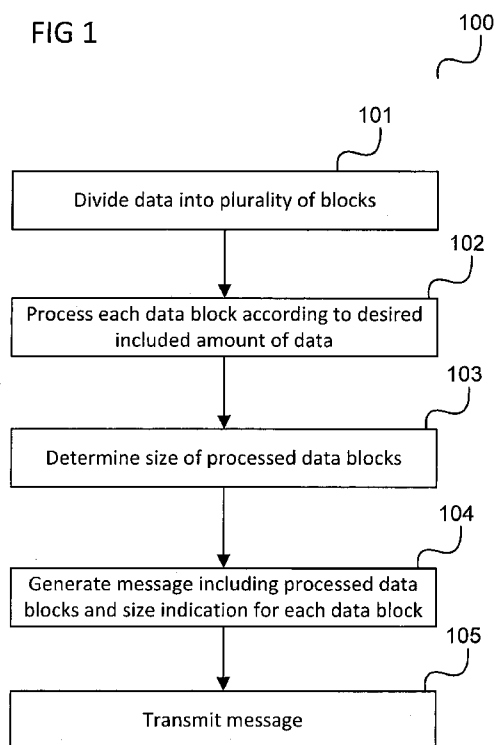 FIG 1
100
101
Divide data into plurality of blocks
102
Process each data block according to desired
included amount of data
103
Determine size of processed data blocks
104
Generate message including processed data
blocks and size indication for each data block
105
Transmit message